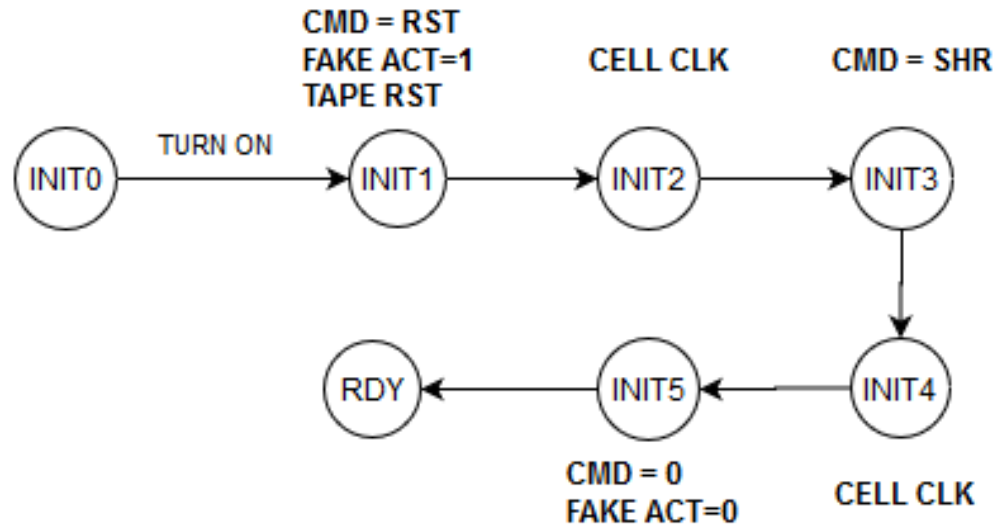 CMD = RST
FAKE ACT=1
TAPE RST
CELL CLK
CMD = SHR
INIT0
TURN ON
INIT1
INIT2
INIT3
RDY
INIT5
INIT4
CMD = 0
FAKE ACT=0
CELL CLK